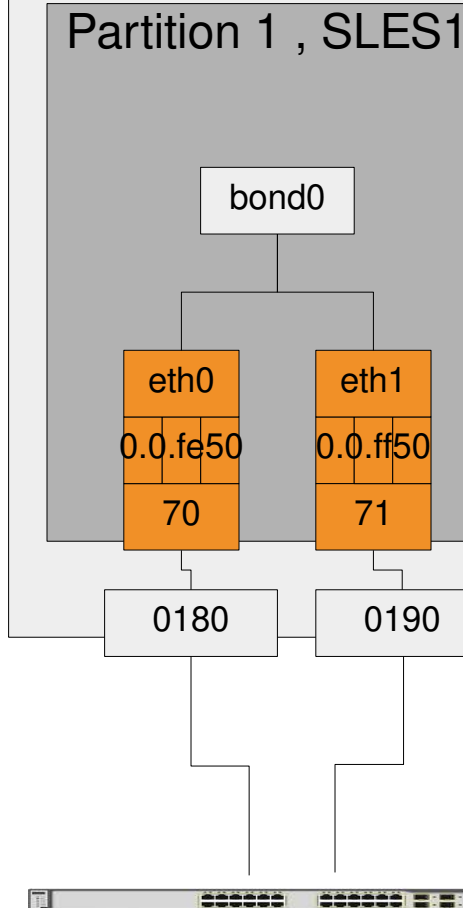 Partition 1 , SLES1
bond0
eth0 eth1
0.0.fe50 0.0.ff50
70 71
0180 0190